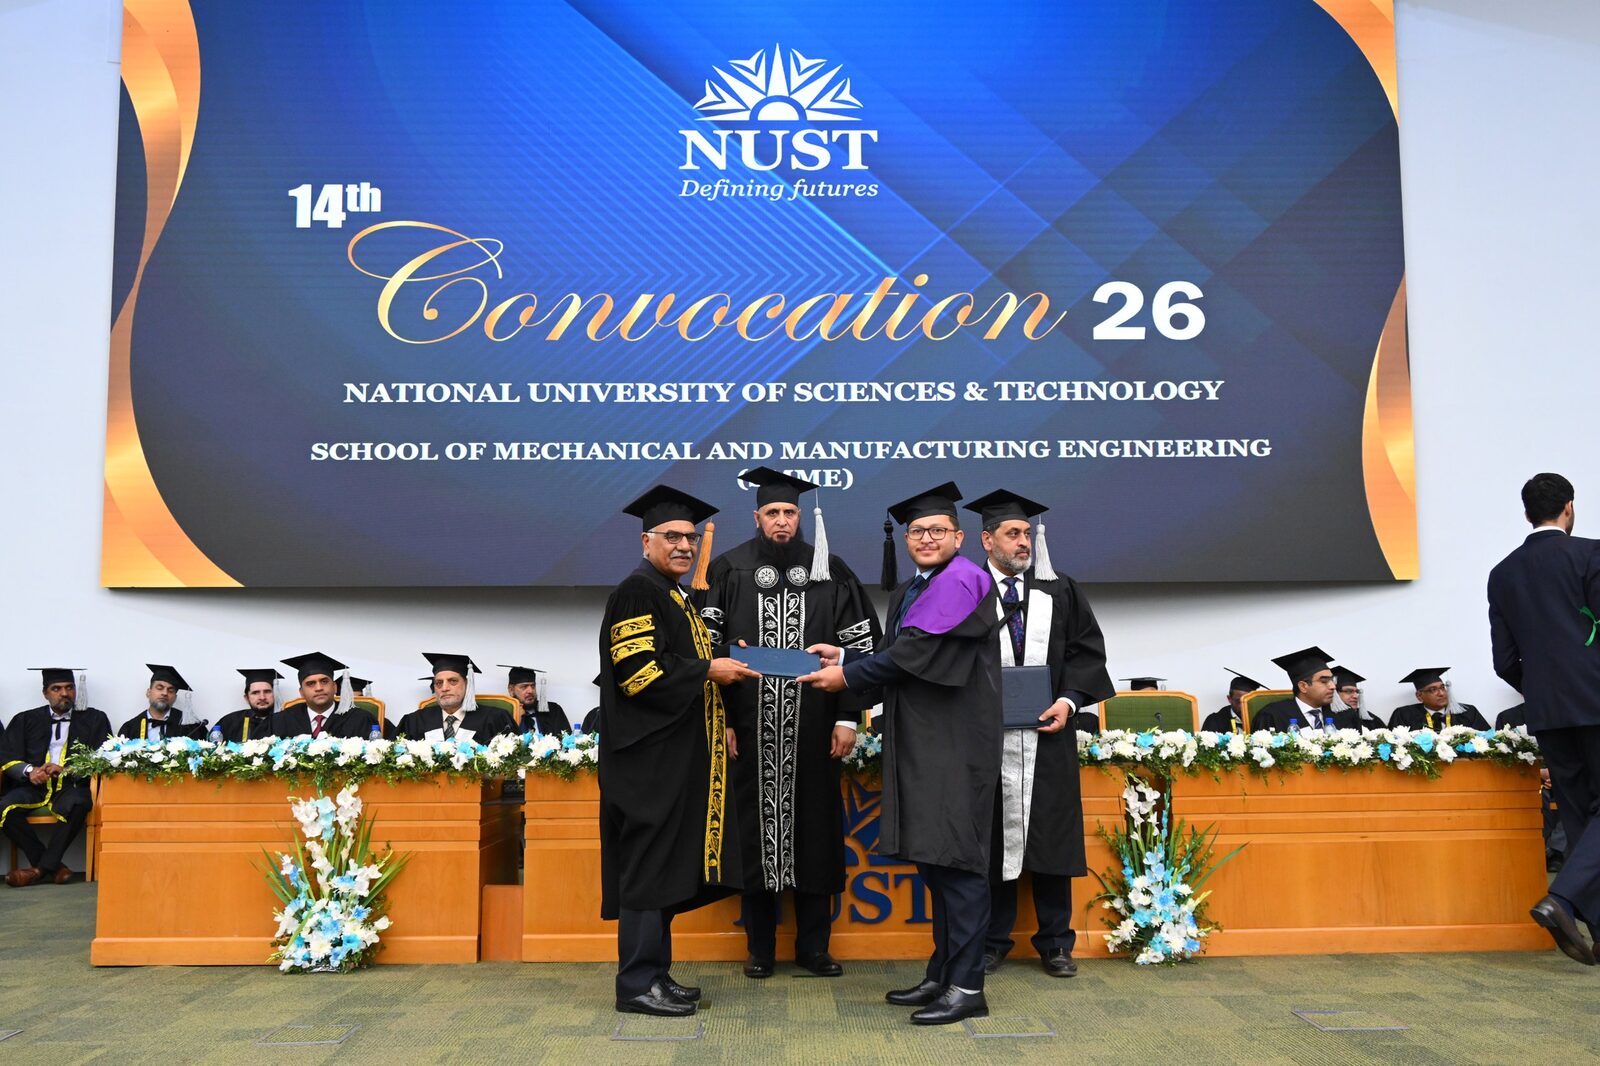 NUST
Defining futures
14th
Convocation 26
NATIONAL UNIVERSITY OF SCIENCES & TECHNOLOGY
SCHOOL OF MECHANICAL AND MANUFACTURING ENGINEERING
NUST